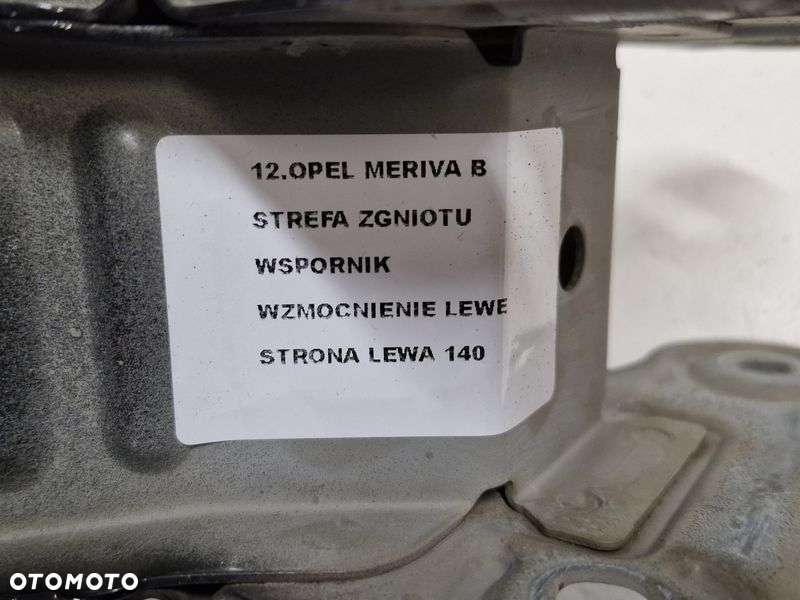 12.OPEL MERIVA B
STREFA ZGNIOTU
WSPORNIK
WZMOCNIENIE LEWE
STRONA LEWA 140
OTOMOTO